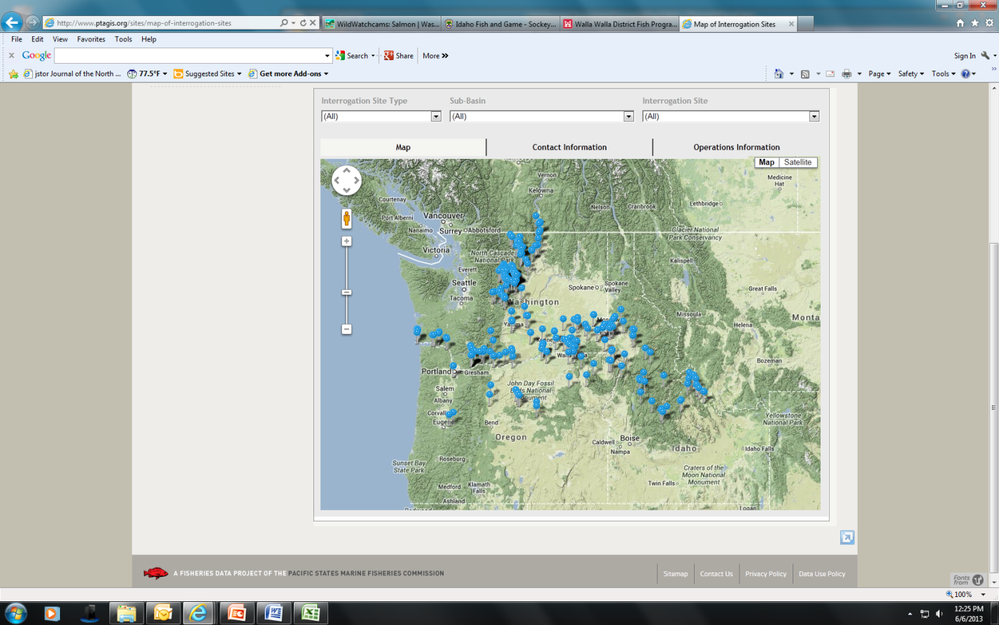 http://www.ptagis.org/sites/map-of-interrogation-sites
WildWatchcams: Salmon | Was...
Idaho Fish and Game - Sockey...
Walla Walla District Fish Progra...
Map of Interrogation Sites
File Edit View Favorites Tools Help
Google Search Share More »
Sign In
jstor Journal of the North ... 77.5°F Suggested Sites Get more Add-ons
Page Safety Tools
Interrogation Site Type Sub-Basin Interrogation Site
(All) (All) (All)
Map Contact Information Operations Information
Map Satellite
Vernon
Medicine Hat
Kelowna
Courtenay
Lethbridge
Nelson Cranbrook
Port Alberni Vancouver
Nanaimo Surrey Abbotsford
Glacier National Park Conservancy
Victoria
North Cascade National Park
Kalispell
Everett
Seattle
Spokane Spokane Valley
Great Falls
Tacoma
Washington
Missoula
Helena
Monta
Yakima
Portland
Gresham
Bozeman
Salem
John Day Fossil Beds National Monument
Albany
Corvallis
Eugene
Bend
Yellowstone National Park
Oregon
Caldwell Boise
Nampa
Idaho
Idaho Falls
Sunset Bay State Park
Roseburg
Craters of the Moon National Monument
Medford Klamath Falls
Twin Falls
Ashland
Logan
A FISHERIES DATA PROJECT OF THE PACIFIC STATES MARINE FISHERIES COMMISSION
Sitemap Contact Us Privacy Policy Data Use Policy
Fonts from
100%
12:25 PM
6/6/2013